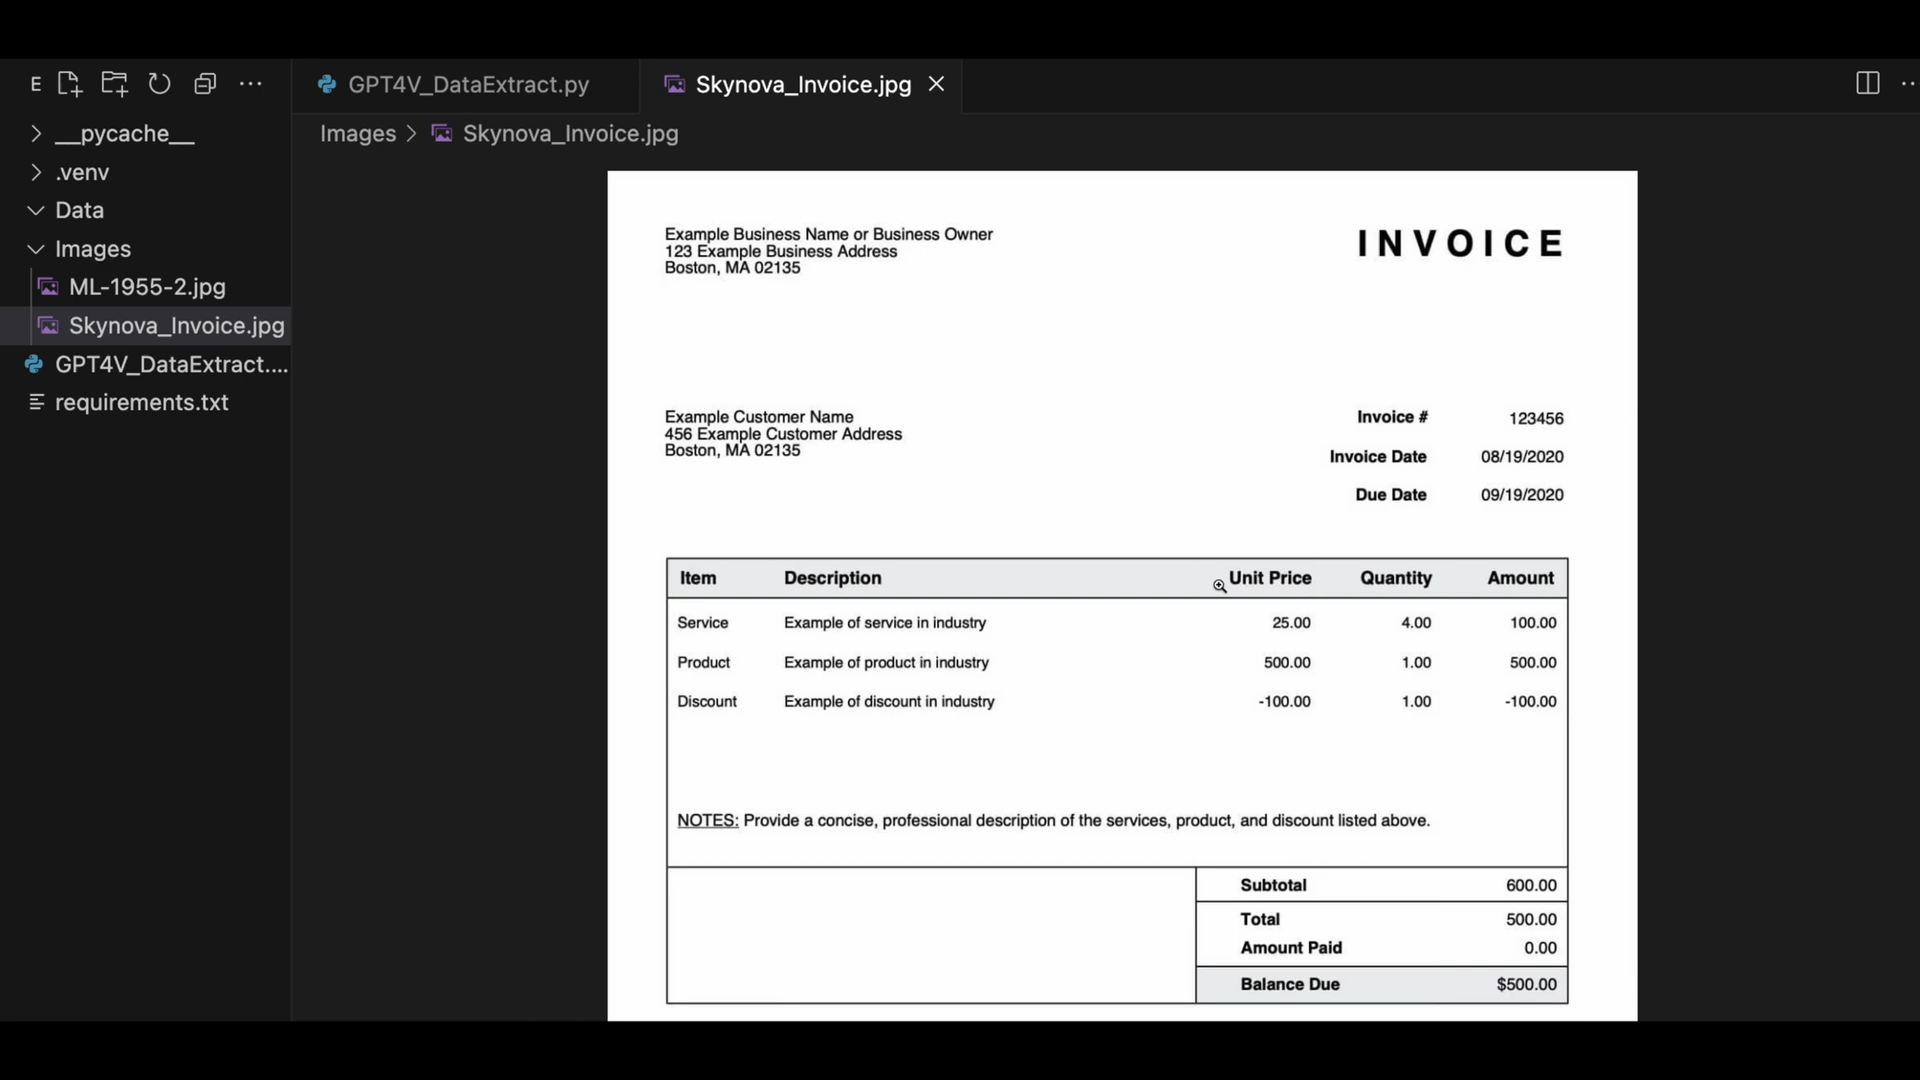 E
GPT4V_DataExtract.py
Skynova_Invoice.jpg
__pycache__
.venv
Data
Images
ML-1955-2.jpg
Skynova_Invoice.jpg
GPT4V_DataExtract....
requirements.txt
Images > Skynova_Invoice.jpg
Example Business Name or Business Owner
123 Example Business Address
Boston, MA 02135
INVOICE
Example Customer Name
456 Example Customer Address
Boston, MA 02135
Invoice # 123456
Invoice Date 08/19/2020
Due Date 09/19/2020
Item Description Unit Price Quantity Amount
Service Example of service in industry 25.00 4.00 100.00
Product Example of product in industry 500.00 1.00 500.00
Discount Example of discount in industry -100.00 1.00 -100.00
NOTES: Provide a concise, professional description of the services, product, and discount listed above.
Subtotal 600.00
Total 500.00
Amount Paid 0.00
Balance Due $500.00